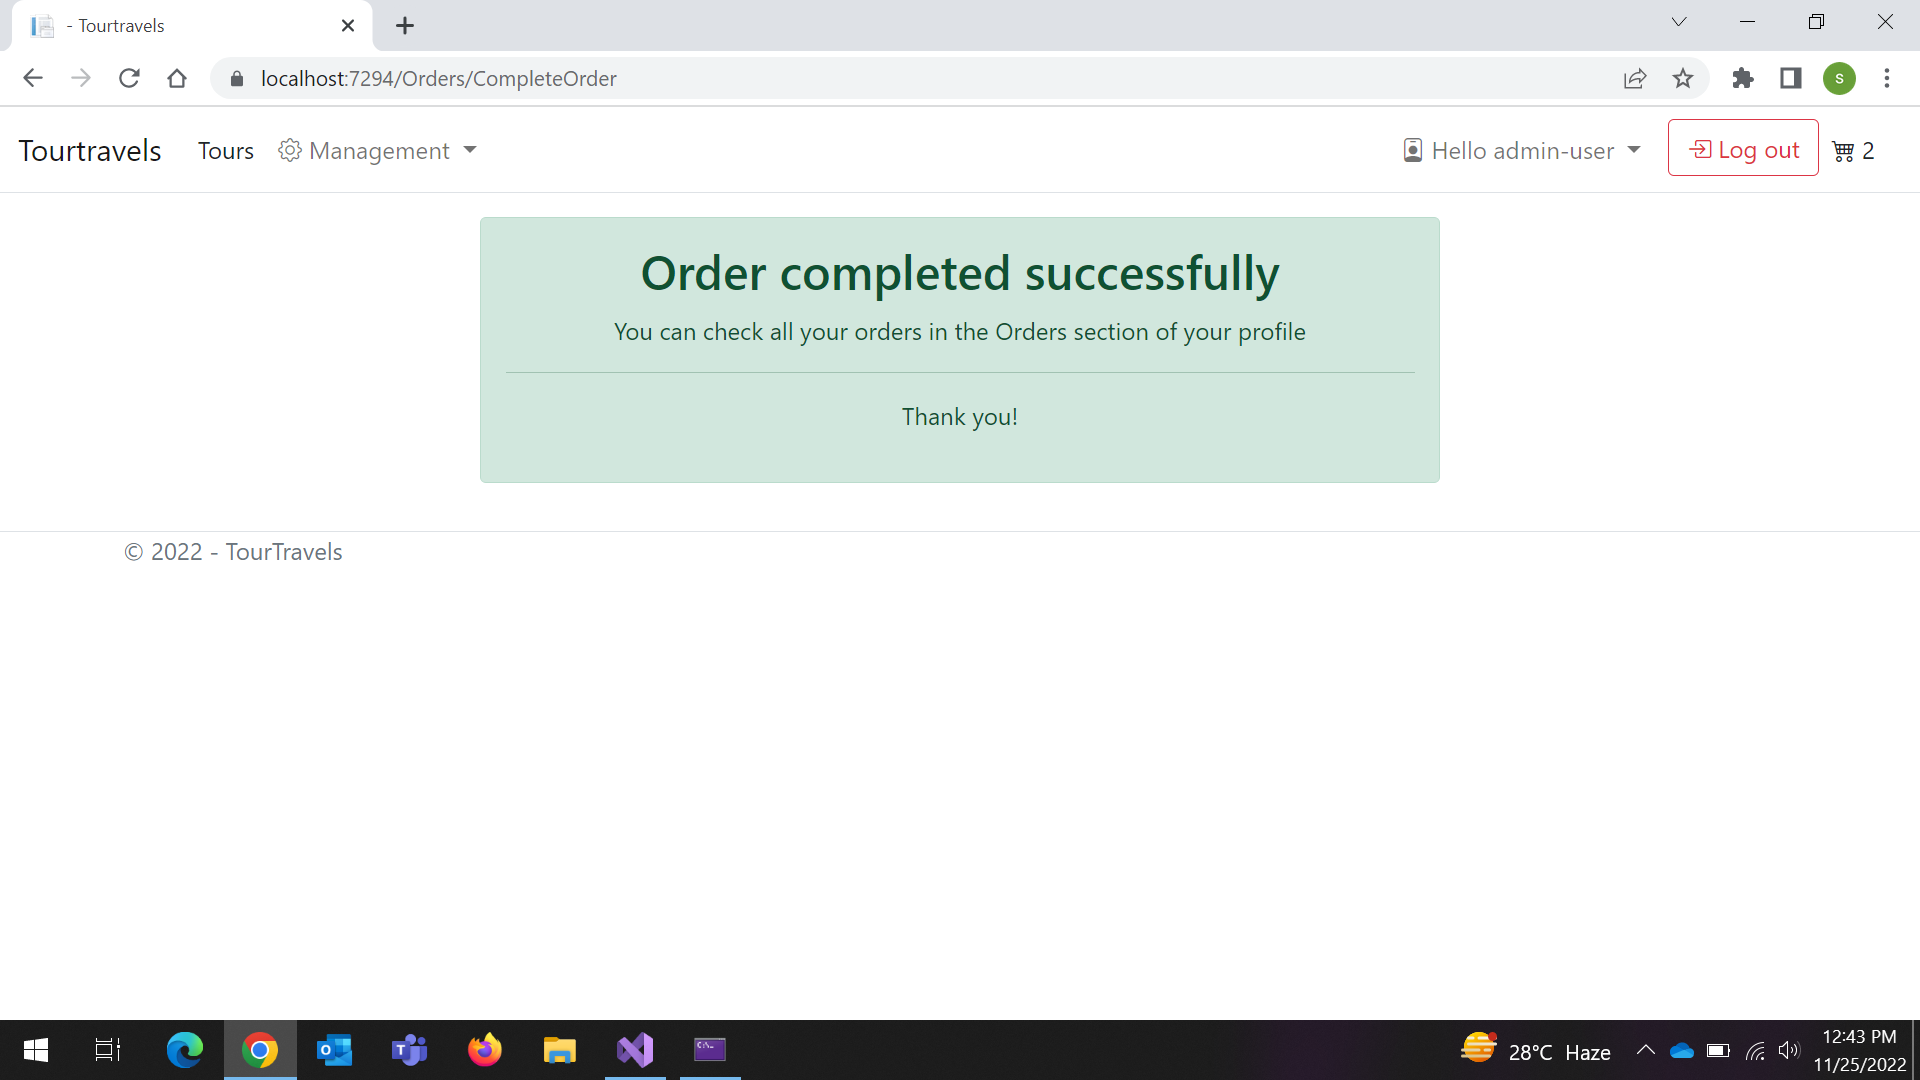 - Tourtravels
localhost:7294/Orders/CompleteOrder
S
Tourtravels Tours Management Hello admin-user Log out 2
Order completed successfully
You can check all your orders in the Orders section of your profile
Thank you!
© 2022 - TourTravels
28°C Haze
12:43 PM
11/25/2022